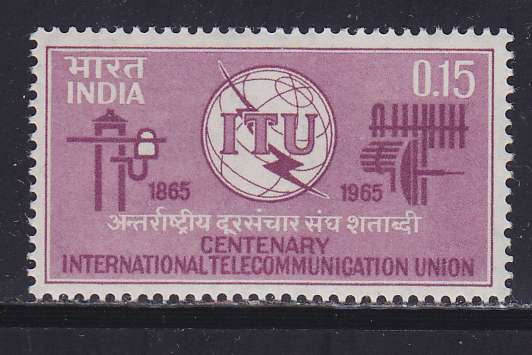 भारत
INDIA
0.15
ITU
1865
1965
अन्तर्राष्ट्रीय दूरसंचार संघ शताब्दी
CENTENARY
INTERNATIONAL TELECOMMUNICATION UNION